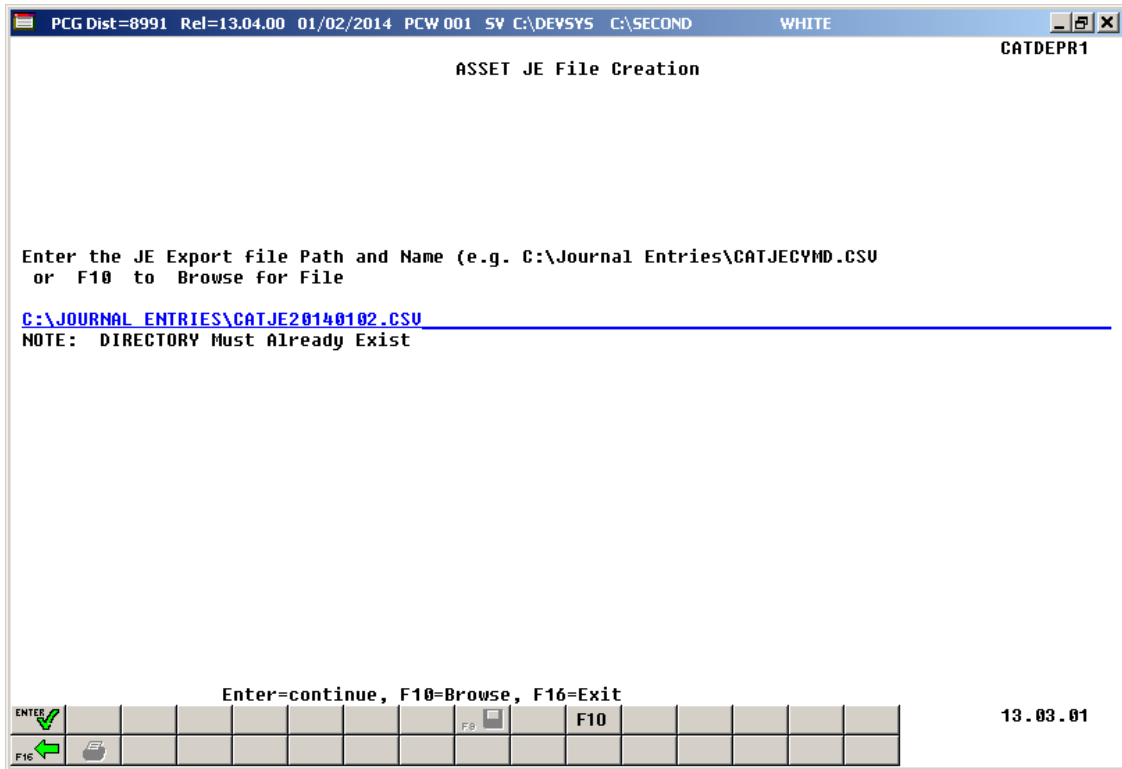 PCG Dist=8991 Rel=13.04.00 01/02/2014 PCW 001 SV C:\DEVSYS C:\SECOND WHITE
CATDEPR1
ASSET JE File Creation
Enter the JE Export file Path and Name (e.g. C:\Journal Entries\CATJECYMD.CSV
or F10 to Browse for File
C:\JOURNAL ENTRIES\CATJE20140102.CSV
NOTE: DIRECTORY Must Already Exist
Enter=continue, F10=Browse, F16=Exit
ENTER F9 F10 13.03.01
F16